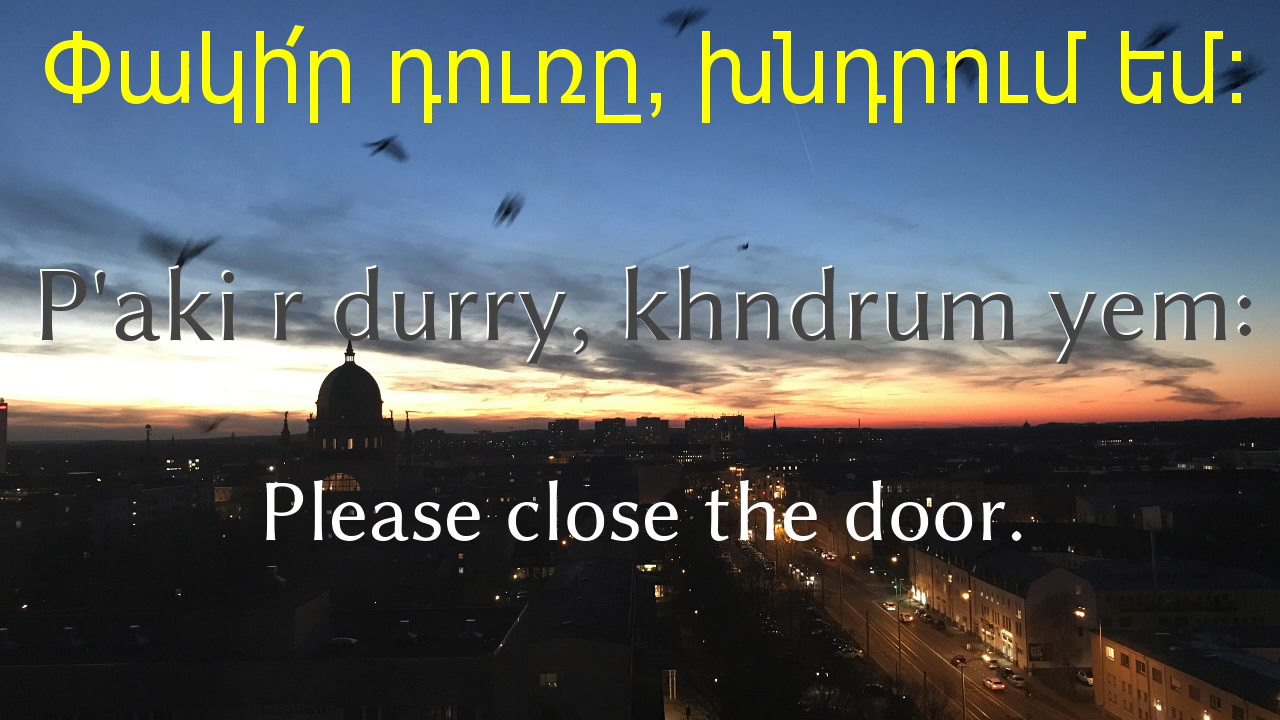 Փակի՛ր դուռը, խնդրում եմ:
P'aki r durry, khndrum yem:
Please close the door.